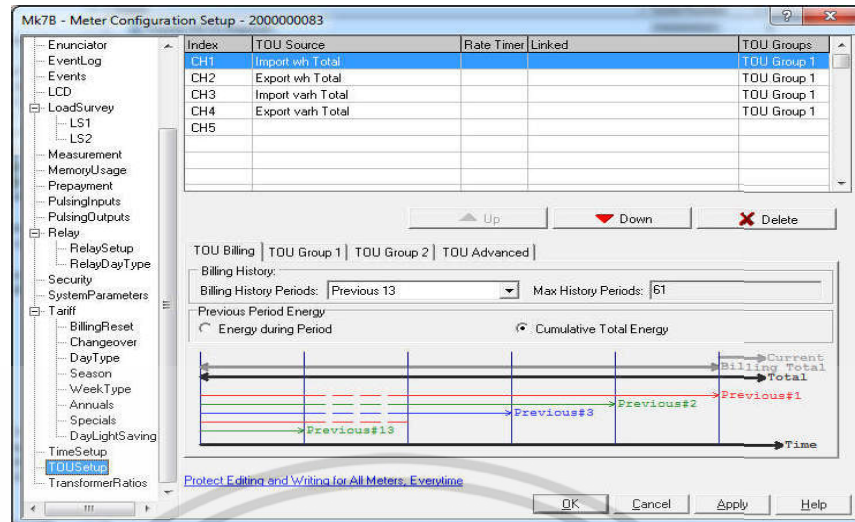 Mk7B - Meter Configuration Setup - 2000000083
Enunciator
EventLog
Events
LCD
LoadSurvey
LS1
LS2
Measurement
MemoryUsage
Prepayment
PulsingInputs
PulsingOutputs
Relay
RelaySetup
RelayDayType
Security
SystemParameters
Tariff
BillingReset
Changeover
DayType
Season
WeekType
Annuals
Specials
DayLightSaving
TimeSetup
TOUSetup
TransformerRatios
Index TOU Source Rate Timer Linked TOU Groups
CH1 Import wh Total TOU Group 1
CH2 Export wh Total TOU Group 1
CH3 Import varh Total TOU Group 1
CH4 Export varh Total TOU Group 1
CH5
Up Down Delete
TOU Billing TOU Group 1 TOU Group 2 TOU Advanced
Billing History:
Billing History Periods: Previous 13 Max History Periods: 61
Previous Period Energy
Energy during Period Cumulative Total Energy
Current
Billing Total
Total
Previous#1
Previous#2
Previous#3
Previous#13
Time
Protect Editing and Writing for All Meters, Everytime
OK Cancel Apply Help